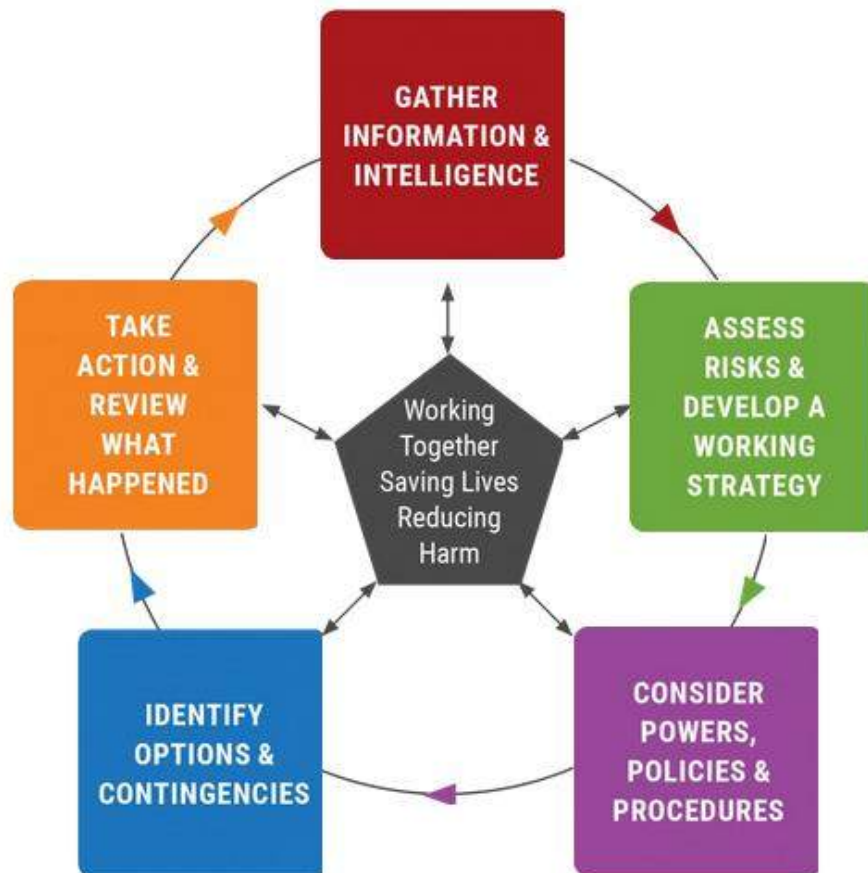 GATHER
INFORMATION &
INTELLIGENCE
ASSESS
RISKS &
DEVELOP A
WORKING
STRATEGY
CONSIDER
POWERS,
POLICIES &
PROCEDURES
IDENTIFY
OPTIONS &
CONTINGENCIES
TAKE
ACTION &
REVIEW
WHAT
HAPPENED
Working
Together
Saving Lives
Reducing
Harm